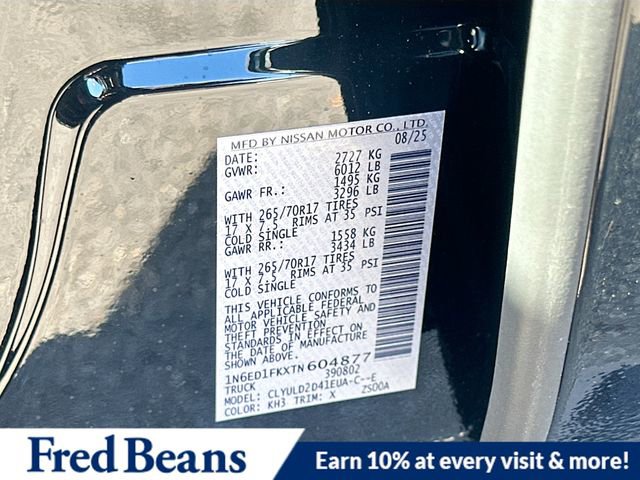 MFD BY NISSAN MOTOR CO., LTD.
DATE: 08/25
GVWR: 2727 KG
6012 LB
GAWR FR.: 1495 KG
3296 LB
WITH 265/70R17 TIRES
17 X 7.5 RIMS AT 35 PSI
COLD SINGLE
GAWR RR.: 1558 KG
3434 LB
WITH 265/70R17 TIRES
17 X 7.5 RIMS AT 35 PSI
COLD SINGLE
THIS VEHICLE CONFORMS TO
ALL APPLICABLE FEDERAL
MOTOR VEHICLE SAFETY AND
THEFT PREVENTION
STANDARDS IN EFFECT ON
THE DATE OF MANUFACTURE
SHOWN ABOVE.
1N6ED1FKXTN604877
TRUCK 390802
MODEL: CLYULD2D41EUA-C--E
COLOR: KH3 TRIM: X ZS00A
Fred Beans
Earn 10% at every visit & more!